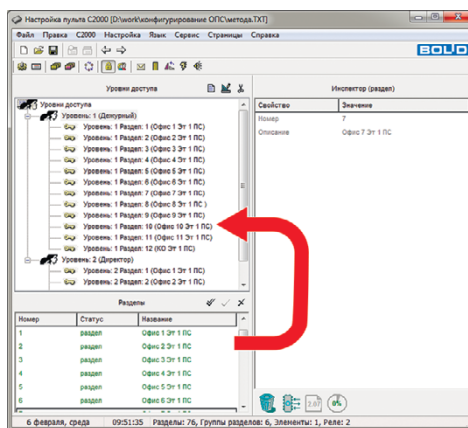 Настройка пульта С2000 [D:\work\конфигурирование ОПС\метода.TXT]
Файл Правка С2000 Настройка Язык Сервис Страницы Справка
BOLID
Уровни доступа
Инспектор (раздел)
Уровни доступа
Уровень: 1 (Дежурный)
Уровень: 1 Раздел: 1 (Офис 1 Эт 1 ПС)
Уровень: 1 Раздел: 2 (Офис 2 Эт 1 ПС)
Уровень: 1 Раздел: 3 (Офис 3 Эт 1 ПС)
Уровень: 1 Раздел: 4 (Офис 4 Эт 1 ПС)
Уровень: 1 Раздел: 5 (Офис 5 Эт 1 ПС)
Уровень: 1 Раздел: 6 (Офис 6 Эт 1 ПС)
Уровень: 1 Раздел: 7 (Офис 7 Эт 1 ПС)
Уровень: 1 Раздел: 8 (Офис 8 Эт 1 ПС )
Уровень: 1 Раздел: 9 (Офис 9 Эт 1 ПС)
Уровень: 1 Раздел: 10 (Офис 10 Эт 1 ПС)
Уровень: 1 Раздел: 11 (Офис 11 Эт 1 ПС)
Уровень: 1 Раздел: 12 (КО Эт 1 ПС)
Уровень: 2 (Директор)
Уровень: 2 Раздел: 1 (Офис 1 Эт 1 ПС)
Уровень: 2 Раздел: 2 (Офис 2 Эт 1 ПС)
Свойство Значение
Номер 7
Описание Офис 7 Эт 1 ПС
Разделы
Номер Статус Название
1 раздел Офис 1 Эт 1 ПС
2 раздел Офис 2 Эт 1 ПС
3 раздел Офис 3 Эт 1 ПС
4 раздел Офис 4 Эт 1 ПС
5 раздел Офис 5 Эт 1 ПС
6 раздел Офис 6 Эт 1 ПС
2.07 0%
6 февраля, среда 09:51:35 Разделы: 76, Группы разделов: 6, Элементы: 1, Реле: 2